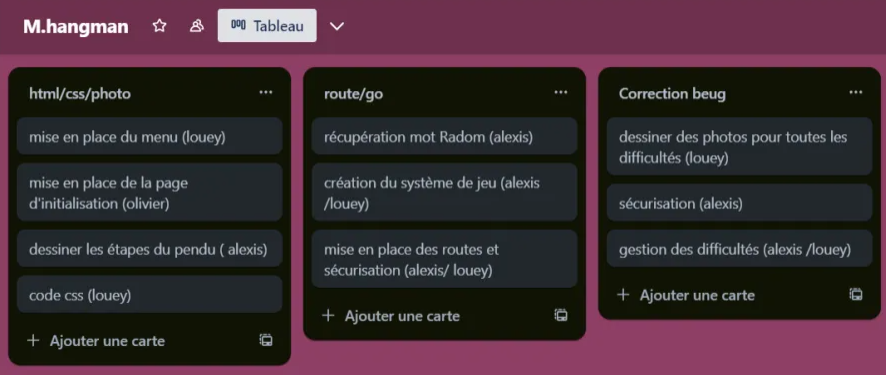 M.hangman
Tableau
html/css/photo
mise en place du menu (louey)
mise en place de la page
d'initialisation (olivier)
dessiner les étapes du pendu ( alexis)
code css (louey)
Ajouter une carte
route/go
récupération mot Radom (alexis)
création du système de jeu (alexis
/louey)
mise en place des routes et
sécurisation (alexis/ louey)
Ajouter une carte
Correction beug
dessiner des photos pour toutes les
difficultés (louey)
sécurisation (alexis)
gestion des difficultés (alexis /louey)
Ajouter une carte